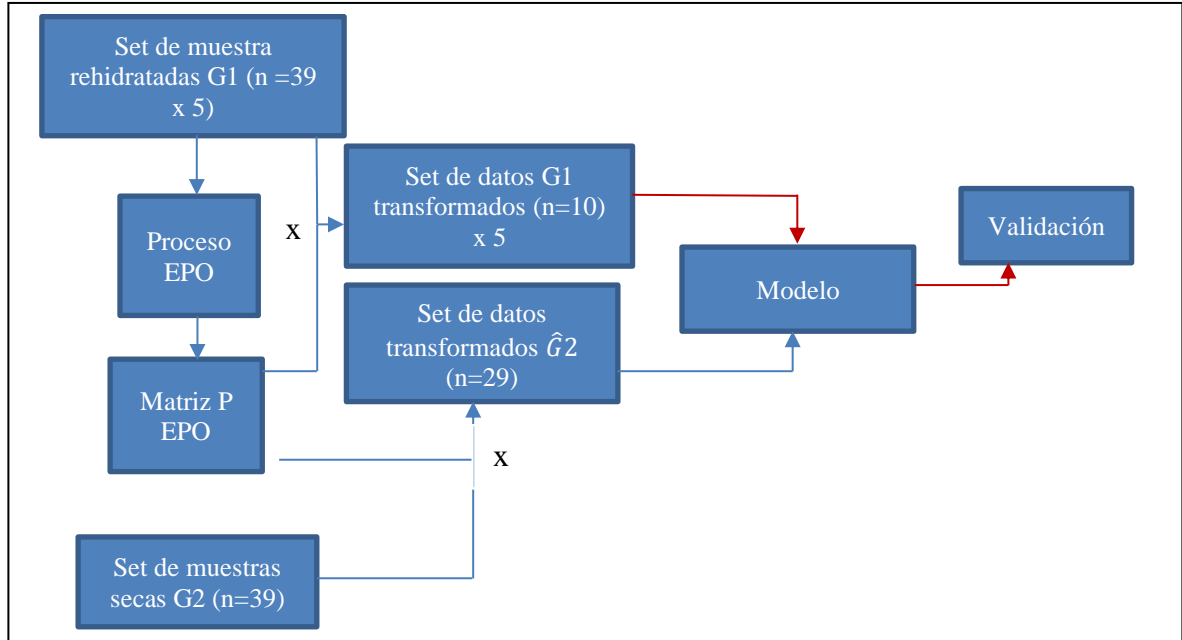 Set de muestra
rehidratadas G1 (n =39
x 5)
Set de datos G1
transformados (n=10)
x 5
Proceso
EPO
x
Validación
Modelo
Set de datos
transformados Ĝ2
(n=29)
Matriz P
EPO
x
Set de muestras
secas G2 (n=39)